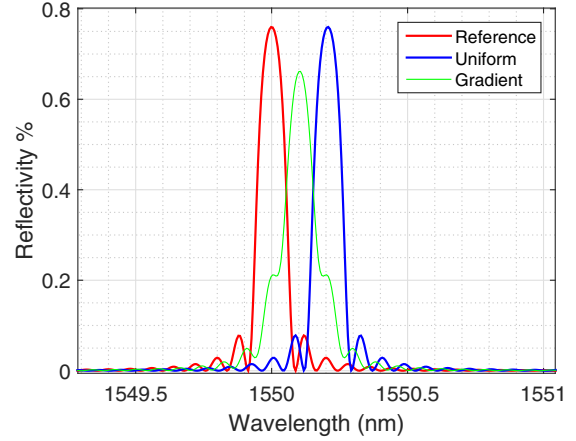 0.8
0.6
0.4
0.2
0
Reflectivity %
Reference
Uniform
Gradient
1549.5
1550
1550.5
1551
Wavelength (nm)